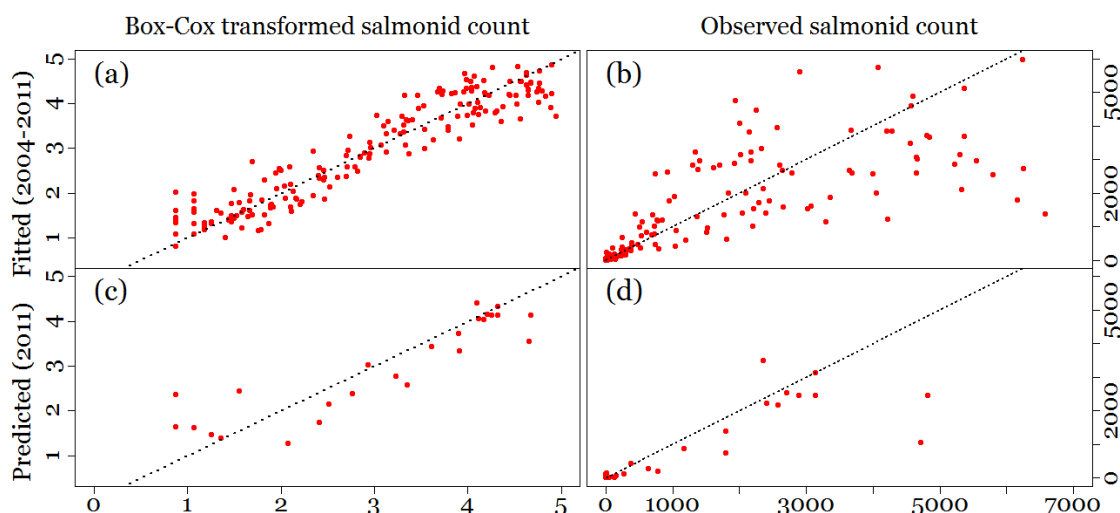 Box-Cox transformed salmonid count
Observed salmonid count
Fitted (2004-2011)
1 2 3 4 5
(a)
(b)
0 2000 5000
Predicted (2011)
1 2 3 4 5
(c)
(d)
0 2000 5000
0 1 2 3 4 5
0 1000 3000 5000 7000